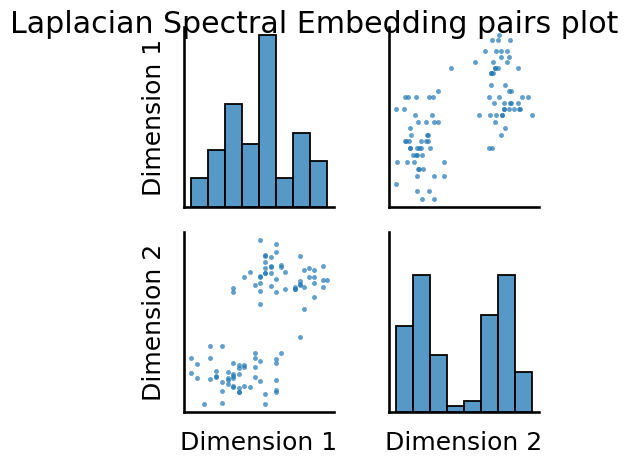 Laplacian Spectral Embedding pairs plot
Dimension 1
Dimension 2
Dimension 1
Dimension 2